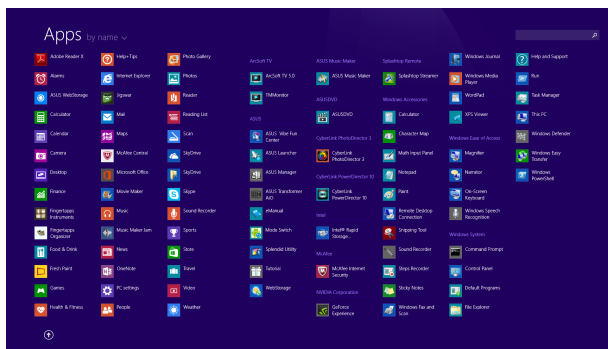 Apps by name
Adobe Reader X
Alarms
ASUS WebStorage
Calculator
Calendar
Camera
Desktop
Finance
Fingertapps
Instruments
Fingertapps
Organizer
Food & Drink
Fresh Paint
Games
Health & Fitness
Help+Tips
Internet Explorer
Jigswar
Mail
Maps
McAfee Central
Microsoft Office
Movie Maker
Music
Music Maker Jam
News
OneNote
PC settings
People
Photo Gallery
Photos
Reader
Reading List
Scan
SkyDrive
SkyDrive
Skype
Sound Recorder
Sports
Store
Travel
Video
Weather
ArcSoft TV
ArcSoft TV 5.0
TMMonitor
ASUS
ASUS Vibe Fun
Center
ASUS Launcher
ASUS Manager
ASUS Transformer
AiO
eManual
Mode Switch
Splendid Utility
Tutorial
WebStorage
ASUS Music Maker
ASUS Music Maker
ASUSDVD
ASUSDVD
CyberLink PhotoDirector 3
CyberLink
PhotoDirector 3
CyberLink PowerDirector 10
CyberLink
PowerDirector 10
Intel
Intel® Rapid
Storage...
McAfee
McAfee Internet
Security
NVIDIA Corporation
GeForce
Experience
Splashtop Remote
Splashtop Streamer
Windows Accessories
Calculator
Character Map
Math Input Panel
Notepad
Paint
Remote Desktop
Connection
Snipping Tool
Sound Recorder
Steps Recorder
Sticky Notes
Windows Fax and
Scan
Windows Journal
Windows Media
Player
WordPad
XPS Viewer
Windows Ease of Access
Magnifier
Narrator
On-Screen
Keyboard
Windows Speech
Recognition
Windows System
Command Prompt
Control Panel
Default Programs
File Explorer
Help and Support
Run
Task Manager
This PC
Windows Defender
Windows Easy
Transfer
Windows
PowerShell